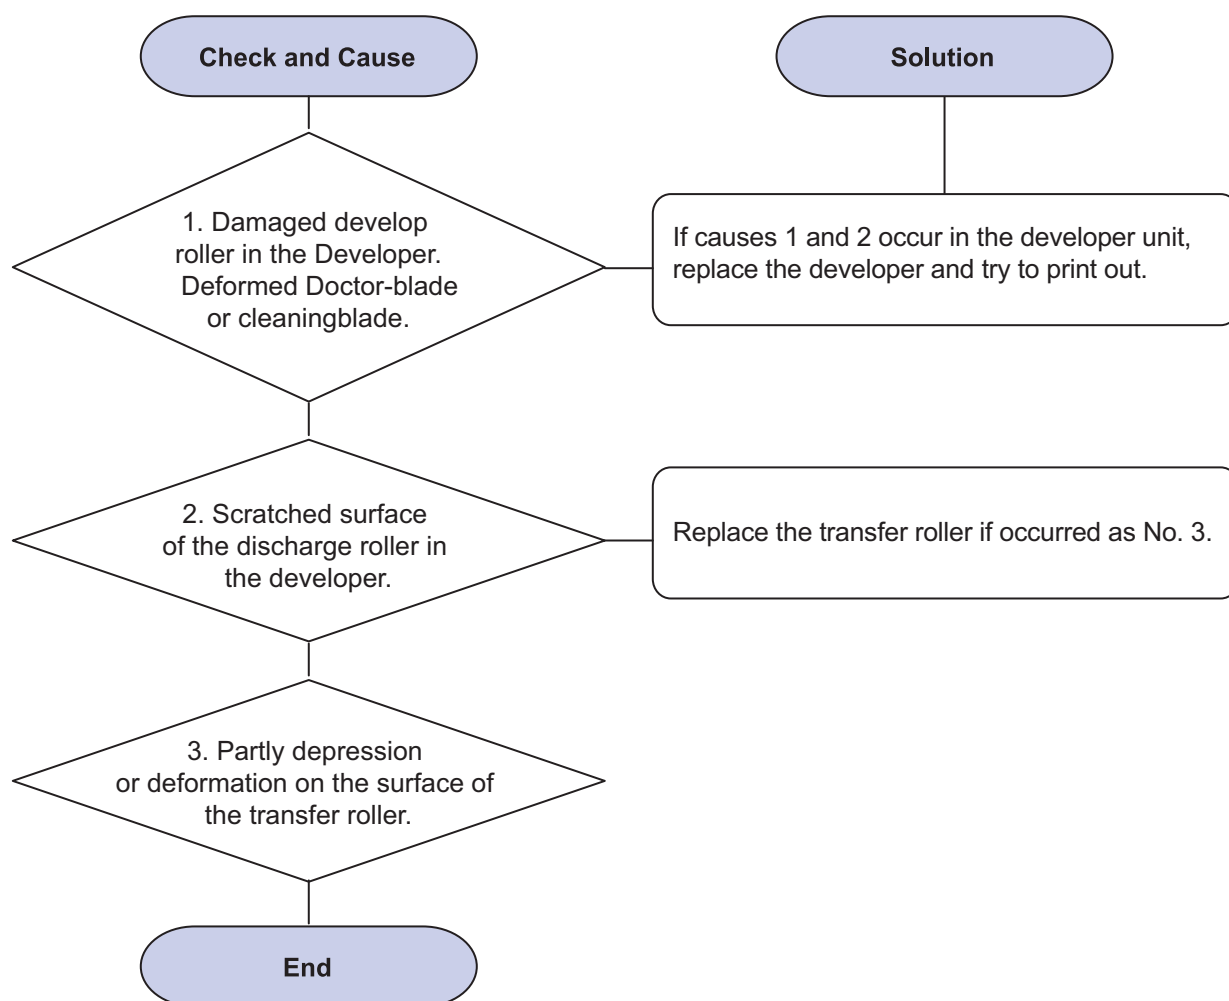 Check and Cause
Solution
1. Damaged develop
roller in the Developer.
Deformed Doctor-blade
or cleaningblade.
If causes 1 and 2 occur in the developer unit,
replace the developer and try to print out.
2. Scratched surface
of the discharge roller in
the developer.
Replace the transfer roller if occurred as No. 3.
3. Partly depression
or deformation on the surface of
the transfer roller.
End